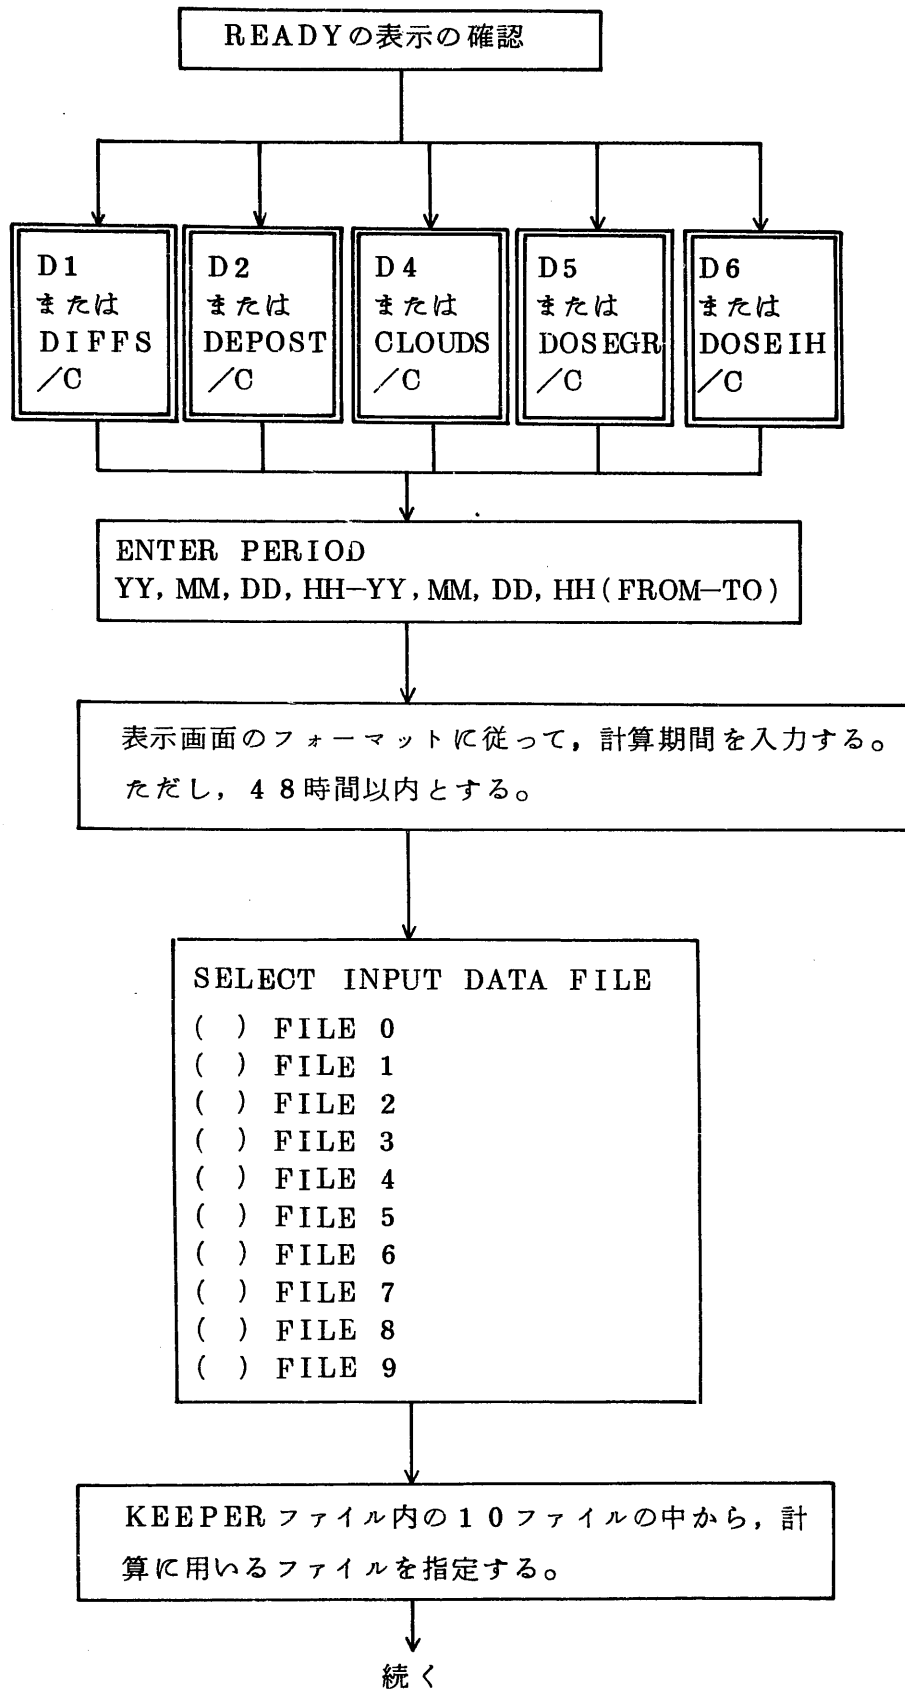 READYの表示の確認
D1
または
DIFFS
/C
D2
または
DEPOST
/C
D4
または
CLOUDS
/C
D5
または
DOSEGR
/C
D6
または
DOSEIH
/C
ENTER PERIOD
YY, MM, DD, HH-YY, MM, DD, HH(FROM-TO)
表示画面のフォーマットに従って,計算期間を入力する。
ただし,48時間以内とする。
SELECT INPUT DATA FILE
( ) FILE 0
( ) FILE 1
( ) FILE 2
( ) FILE 3
( ) FILE 4
( ) FILE 5
( ) FILE 6
( ) FILE 7
( ) FILE 8
( ) FILE 9
KEEPERファイル内の10ファイルの中から,計
算に用いるファイルを指定する。
続く